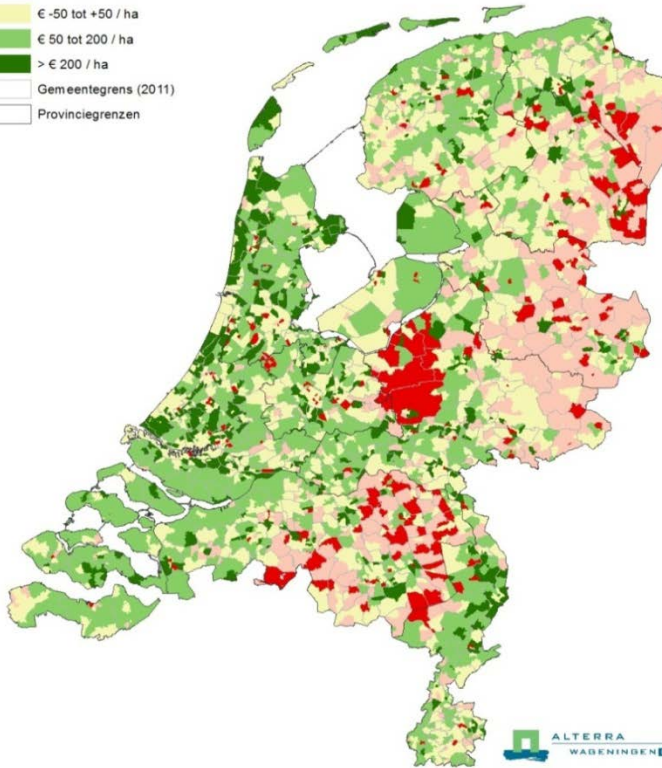 € -50 tot +50 / ha
€ 50 tot 200 / ha
> € 200 / ha
Gemeentegrens (2011)
Provinciegrenzen
ALTERRA
WAGENINGEN